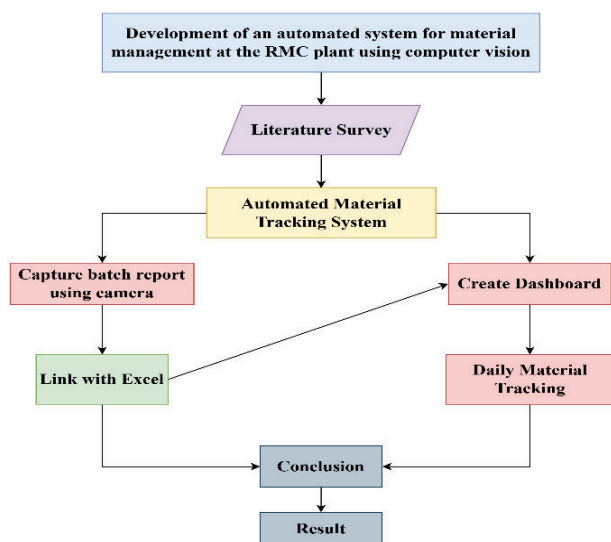 Development of an automated system for material
management at the RMC plant using computer vision
Literature Survey
Automated Material
Tracking System
Capture batch report
using camera
Create Dashboard
Link with Excel
Daily Material
Tracking
Conclusion
Result